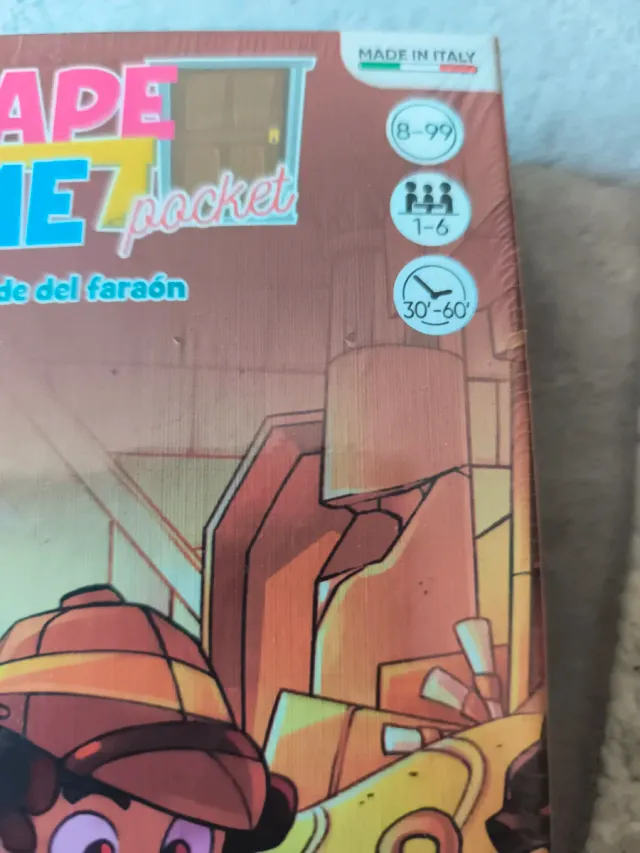 MADE IN ITALY
APE
8-99
ME
pocket
1-6
de del faraón
30'-60'